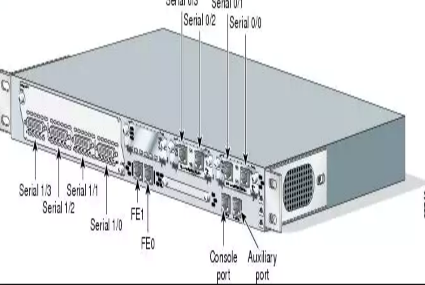 Serial 0/3
Serial 0/1
Serial 0/2
Serial 0/0
Serial 1/3
Serial 1/2
Serial 1/1
Serial 1/0
FE1
FE0
Console
port
Auxiliary
port